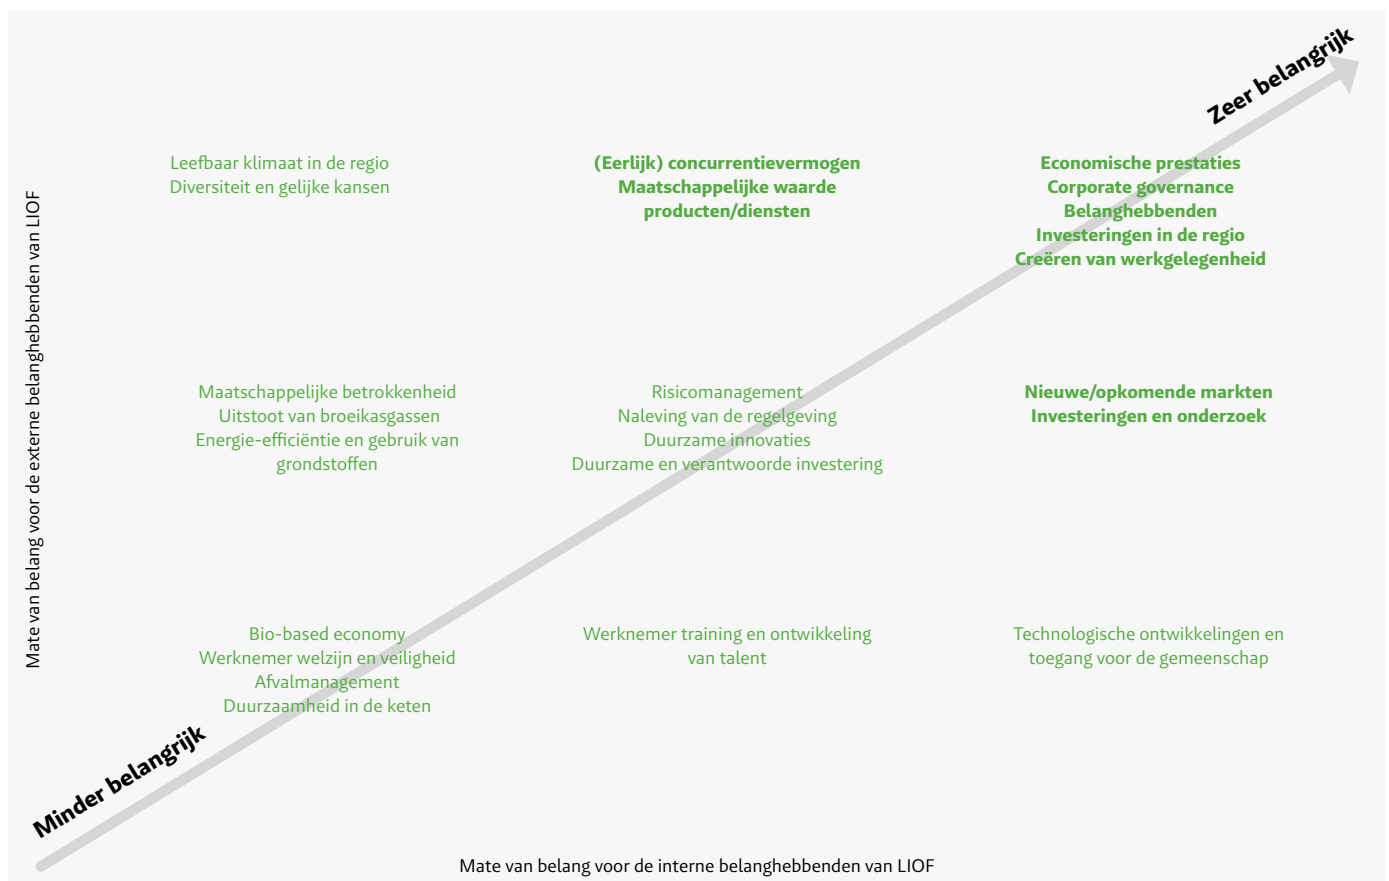 Zeer belangrijk
Leefbaar klimaat in de regio
Diversiteit en gelijke kansen
(Eerlijk) concurrentievermogen
Maatschappelijke waarde
producten/diensten
Economische prestaties
Corporate governance
Belanghebbenden
Investeringen in de regio
Creëren van werkgelegenheid
Mate van belang voor de externe belanghebbenden van LIOF
Maatschappelijke betrokkenheid
Uitstoot van broeikasgassen
Energie-efficiëntie en gebruik van
grondstoffen
Risicomanagement
Naleving van de regelgeving
Duurzame innovaties
Duurzame en verantwoorde investering
Nieuwe/opkomende markten
Investeringen en onderzoek
Bio-based economy
Werknemer welzijn en veiligheid
Afvalmanagement
Duurzaamheid in de keten
Werknemer training en ontwikkeling
van talent
Technologische ontwikkelingen en
toegang voor de gemeenschap
Minder belangrijk
Mate van belang voor de interne belanghebbenden van LIOF